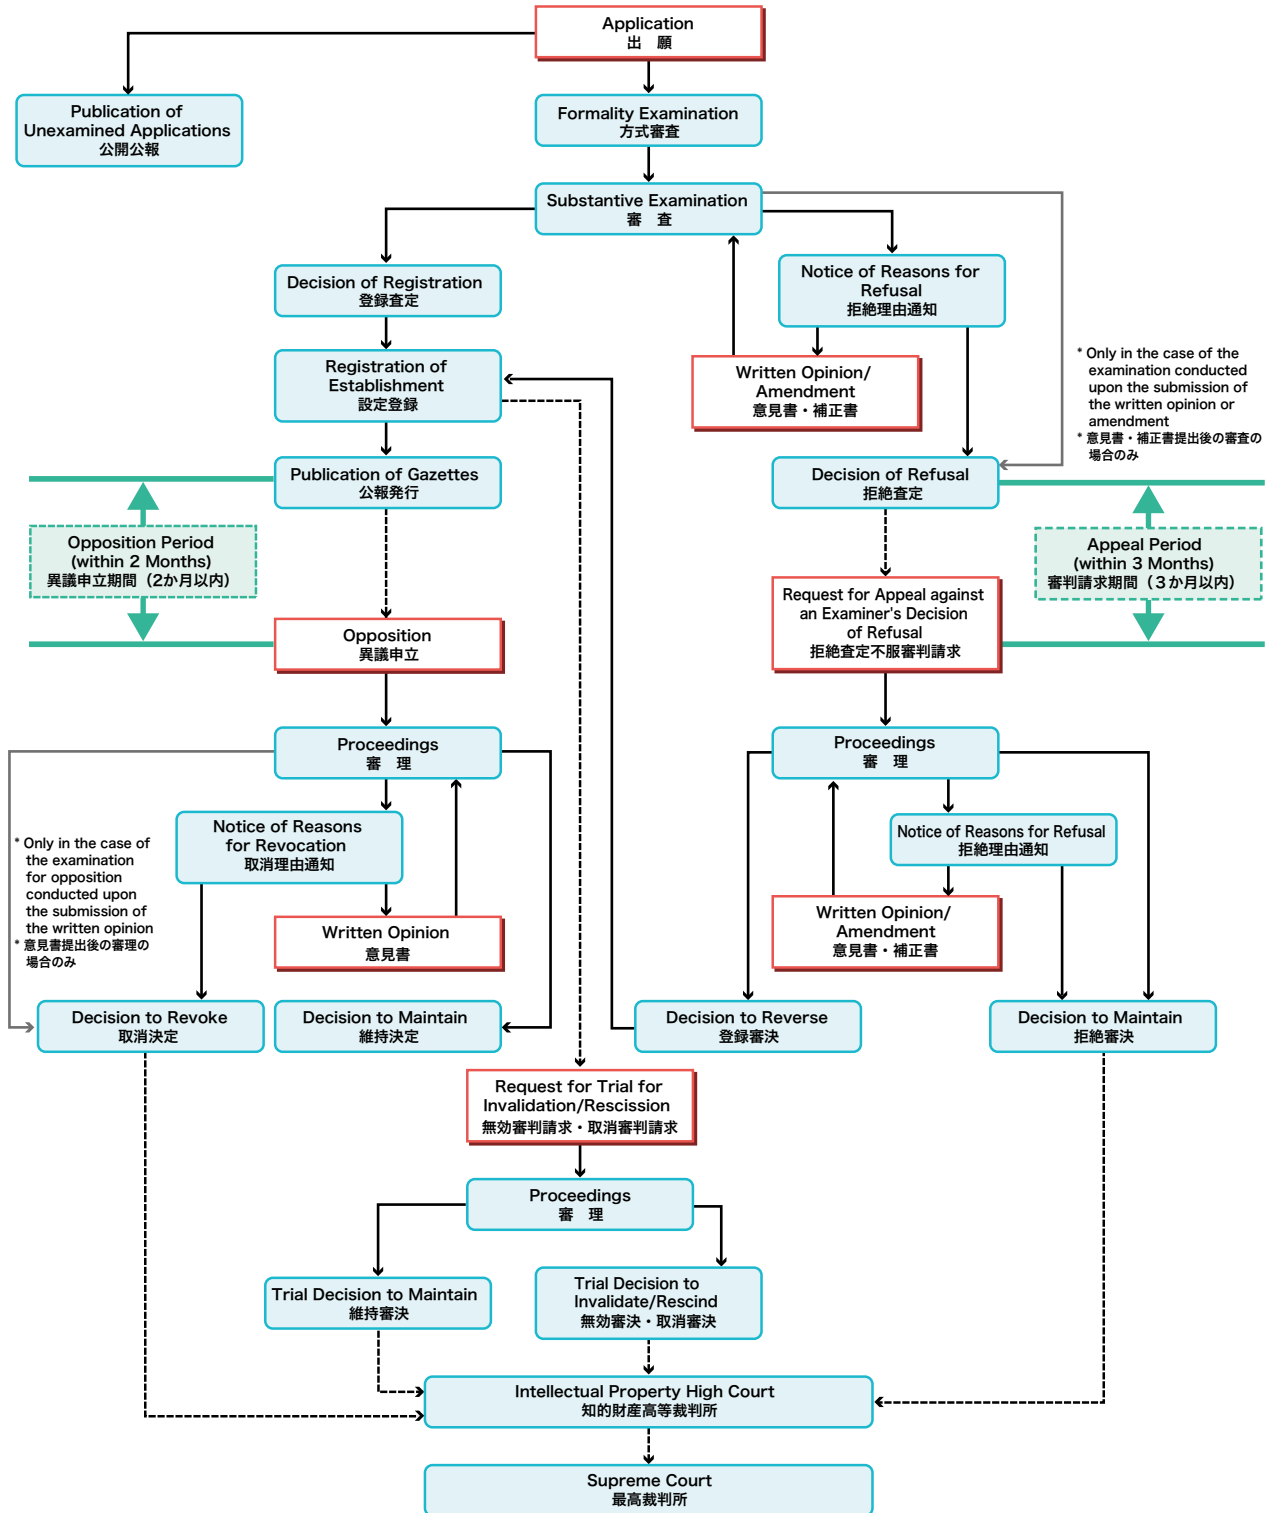 Application
出　願
Publication of
Unexamined Applications
公開公報
Formality Examination
方式審査
Substantive Examination
審　査
Decision of Registration
登録査定
Notice of Reasons for
Refusal
拒絶理由通知
Registration of
Establishment
設定登録
Written Opinion/
Amendment
意見書・補正書
* Only in the case of the
examination conducted
upon the submission of
the written opinion or
amendment
* 意見書・補正書提出後の審査の
場合のみ
Publication of Gazettes
公報発行
Decision of Refusal
拒絶査定
Opposition Period
(within 2 Months)
異議申立期間（2か月以内）
Appeal Period
(within 3 Months)
審判請求期間（３か月以内）
Request for Appeal against
an Examiner's Decision
of Refusal
拒絶査定不服審判請求
Opposition
異議申立
Proceedings
審　理
Proceedings
審　理
Notice of Reasons
for Revocation
取消理由通知
Notice of Reasons for Refusal
拒絶理由通知
* Only in the case of
the examination
for opposition
conducted upon
the submission of
the written opinion
* 意見書提出後の審理の
場合のみ
Written Opinion
意見書
Written Opinion/
Amendment
意見書・補正書
Decision to Revoke
取消決定
Decision to Maintain
維持決定
Decision to Reverse
登録審決
Decision to Maintain
拒絶審決
Request for Trial for
Invalidation/Rescission
無効審判請求・取消審判請求
Proceedings
審　理
Trial Decision to Maintain
維持審決
Trial Decision to
Invalidate/Rescind
無効審決・取消審決
Intellectual Property High Court
知的財産高等裁判所
Supreme Court
最高裁判所